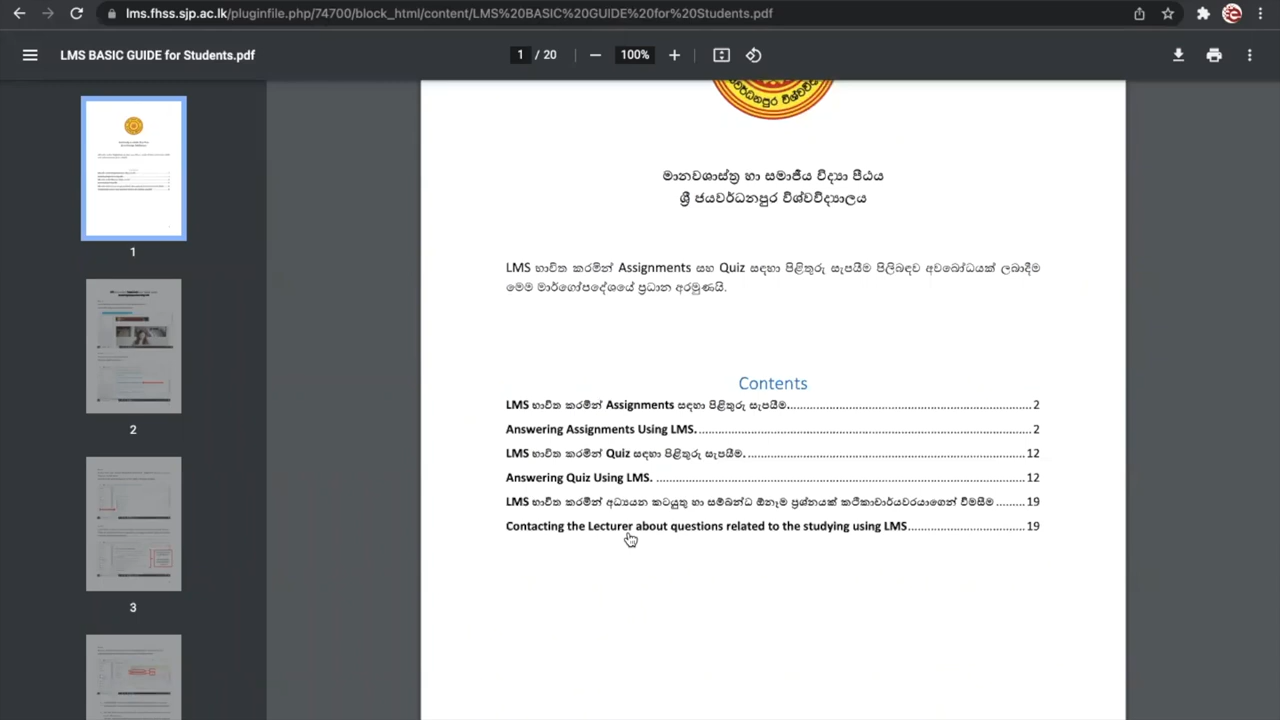 lms.fhss.sjp.ac.lk/pluginfile.php/74700/block_html/content/LMS%20BASIC%20GUIDE%20for%20Students.pdf
LMS BASIC GUIDE for Students.pdf
1 / 20
100%
මානවශාස්ත්‍ර හා සමාජීය විද්‍යා පීඨය
ශ්‍රී ජයවර්ධනපුර විශ්වවිද්‍යාලය
LMS භාවිත කරමින් Assignments සහ Quiz සඳහා පිළිතුරු සැපයීම පිලිබඳව අවබෝධයක් ලබාදීම
මෙම මාර්ගෝපදේශයේ ප්‍රධාන අරමුණයි.
Contents
LMS භාවිත කරමින් Assignments සඳහා පිළිතුරු සැපයීම. 2
Answering Assignments Using LMS. 2
LMS භාවිත කරමින් Quiz සඳහා පිළිතුරු සැපයීම. 12
Answering Quiz Using LMS. 12
LMS භාවිත කරමින් අධ්‍යයන කටයුතු හා සම්බන්ධ ඕනෑම ප්‍රශ්නයක් කථිකාචාර්යවරයාගෙන් විමසීම 19
Contacting the Lecturer about questions related to the studying using LMS 19
1
2
3